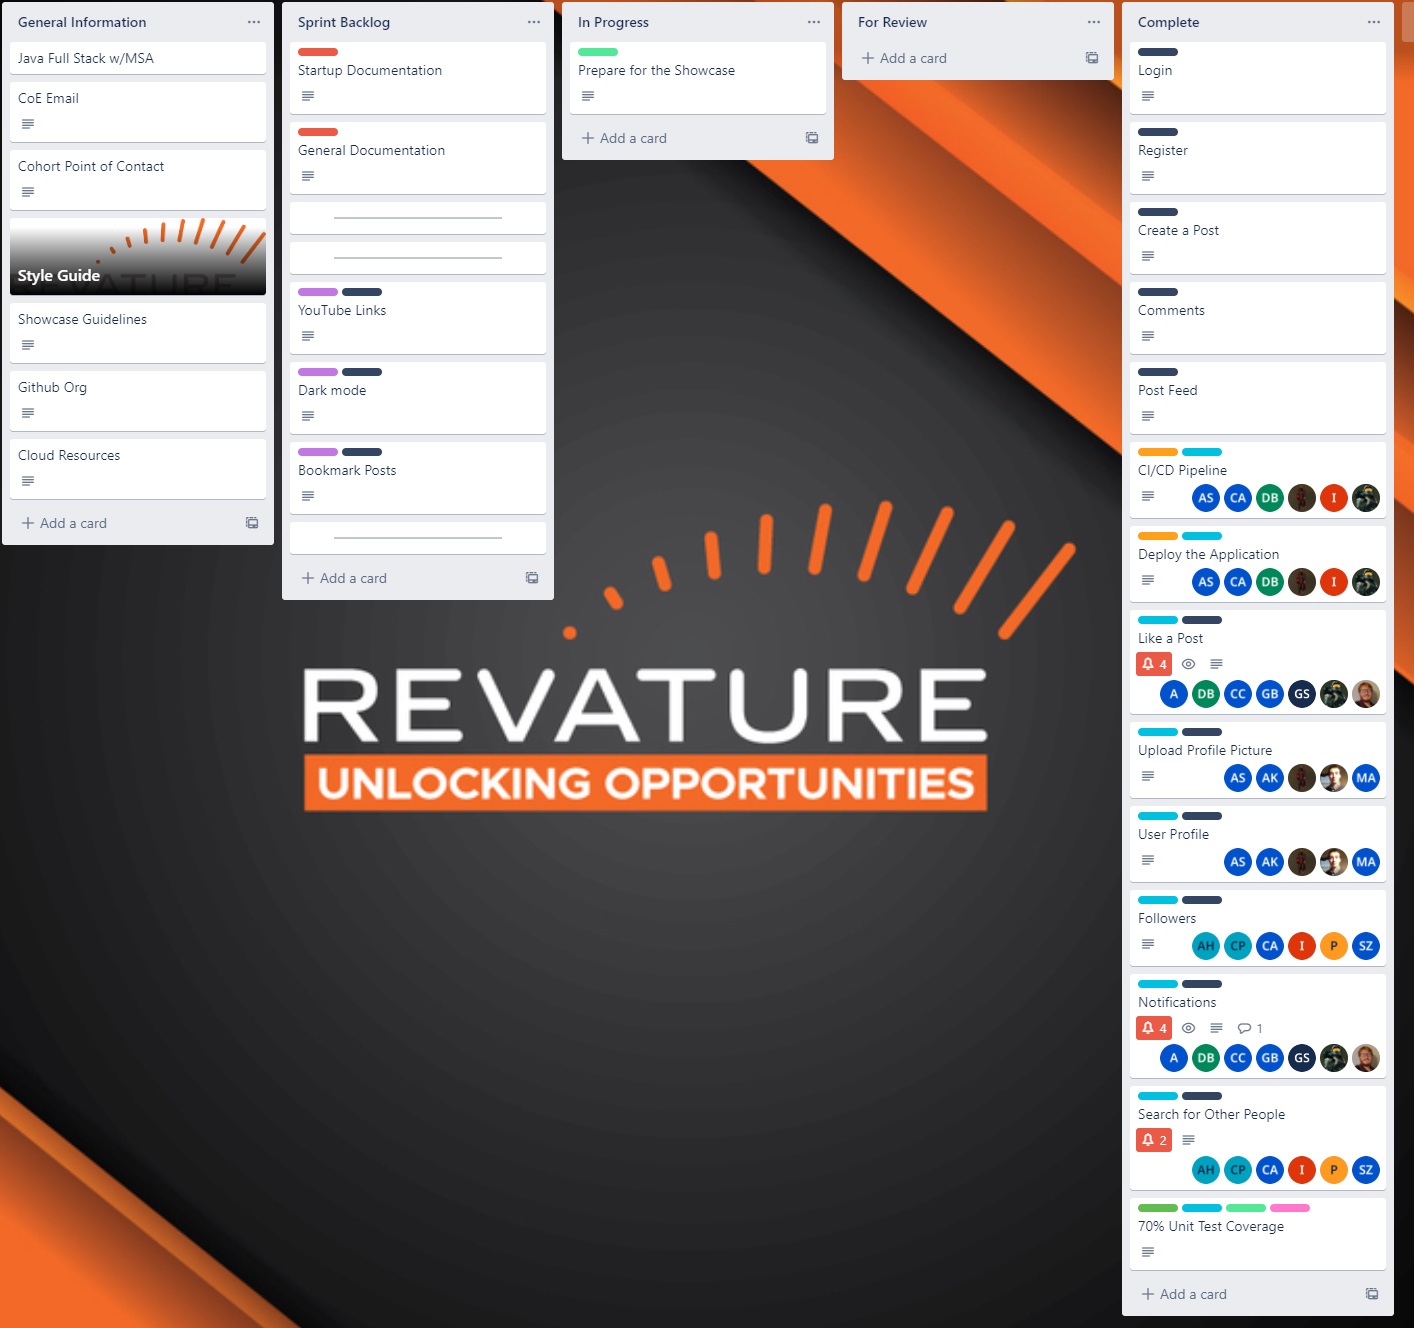 General Information
Java Full Stack w/MSA
CoE Email
Cohort Point of Contact
Style Guide
Showcase Guidelines
Github Org
Cloud Resources
Add a card
Sprint Backlog
Startup Documentation
General Documentation
YouTube Links
Dark mode
Bookmark Posts
Add a card
In Progress
Prepare for the Showcase
Add a card
For Review
Add a card
Complete
Login
Register
Create a Post
Comments
Post Feed
CI/CD Pipeline
AS CA DB I
Deploy the Application
AS CA DB I
Like a Post
4
A DB CC GB GS
Upload Profile Picture
AS AK MA
User Profile
AS AK MA
Followers
AH CP CA I P SZ
Notifications
4 1
A DB CC GB GS
Search for Other People
2
AH CP CA I P SZ
70% Unit Test Coverage
Add a card
REVATURE
UNLOCKING OPPORTUNITIES